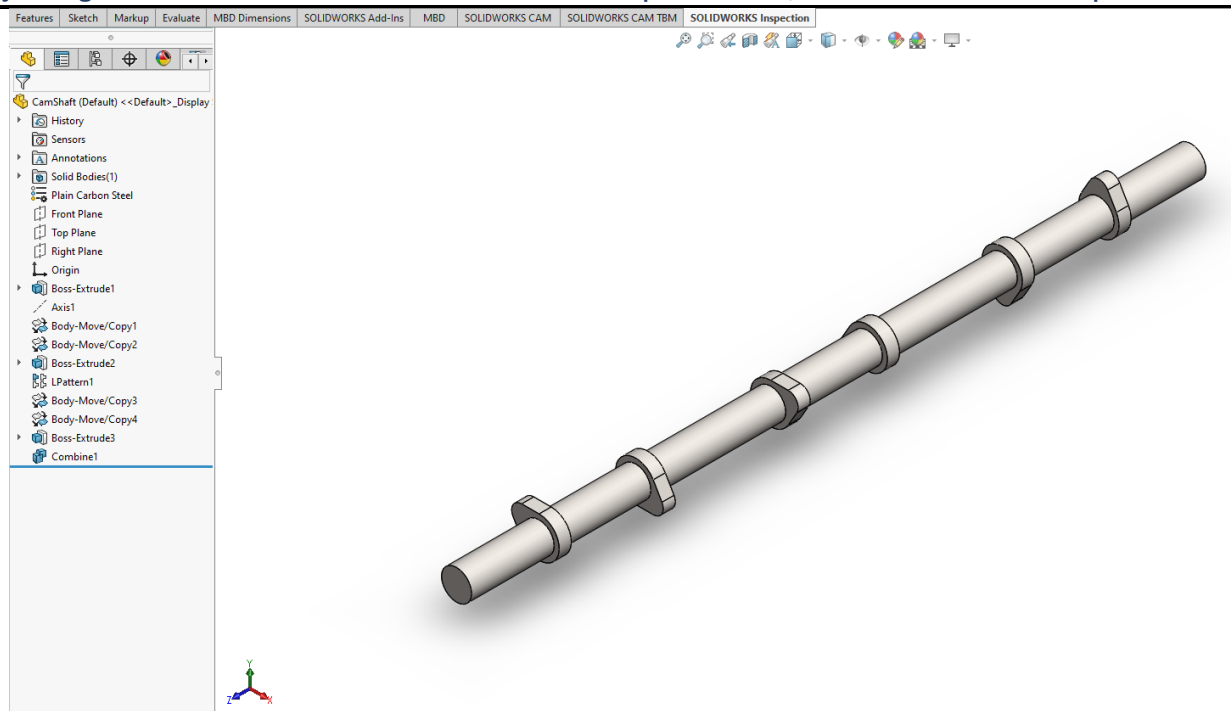 Features Sketch Markup Evaluate MBD Dimensions SOLIDWORKS Add-Ins MBD SOLIDWORKS CAM SOLIDWORKS CAM TBM SOLIDWORKS Inspection
CamShaft (Default) <<Default>_Display
History
Sensors
Annotations
Solid Bodies(1)
Plain Carbon Steel
Front Plane
Top Plane
Right Plane
Origin
Boss-Extrude1
Axis1
Body-Move/Copy1
Body-Move/Copy2
Boss-Extrude2
LPattern1
Body-Move/Copy3
Body-Move/Copy4
Boss-Extrude3
Combine1
Y
Z X